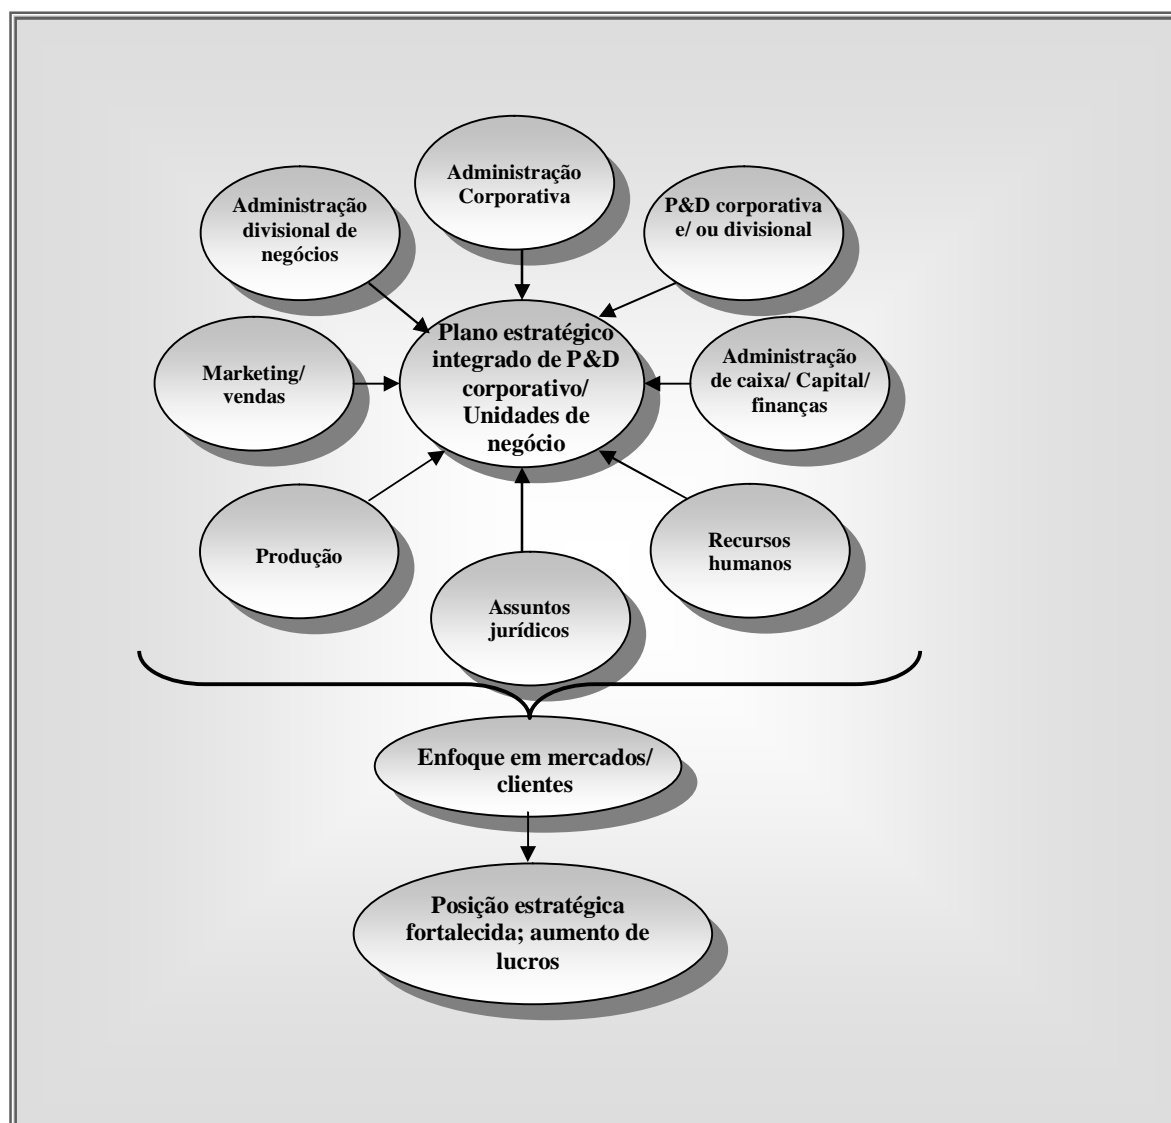 Administração
Corporativa
Administração
divisional de
negócios
P&D corporativa
e/ ou divisional
Plano estratégico
integrado de P&D
corporativo/
Unidades de
negócio
Marketing/
vendas
Administração
de caixa/ Capital/
finanças
Produção
Recursos
humanos
Assuntos
jurídicos
Enfoque em mercados/
clientes
Posição estratégica
fortalecida; aumento de
lucros